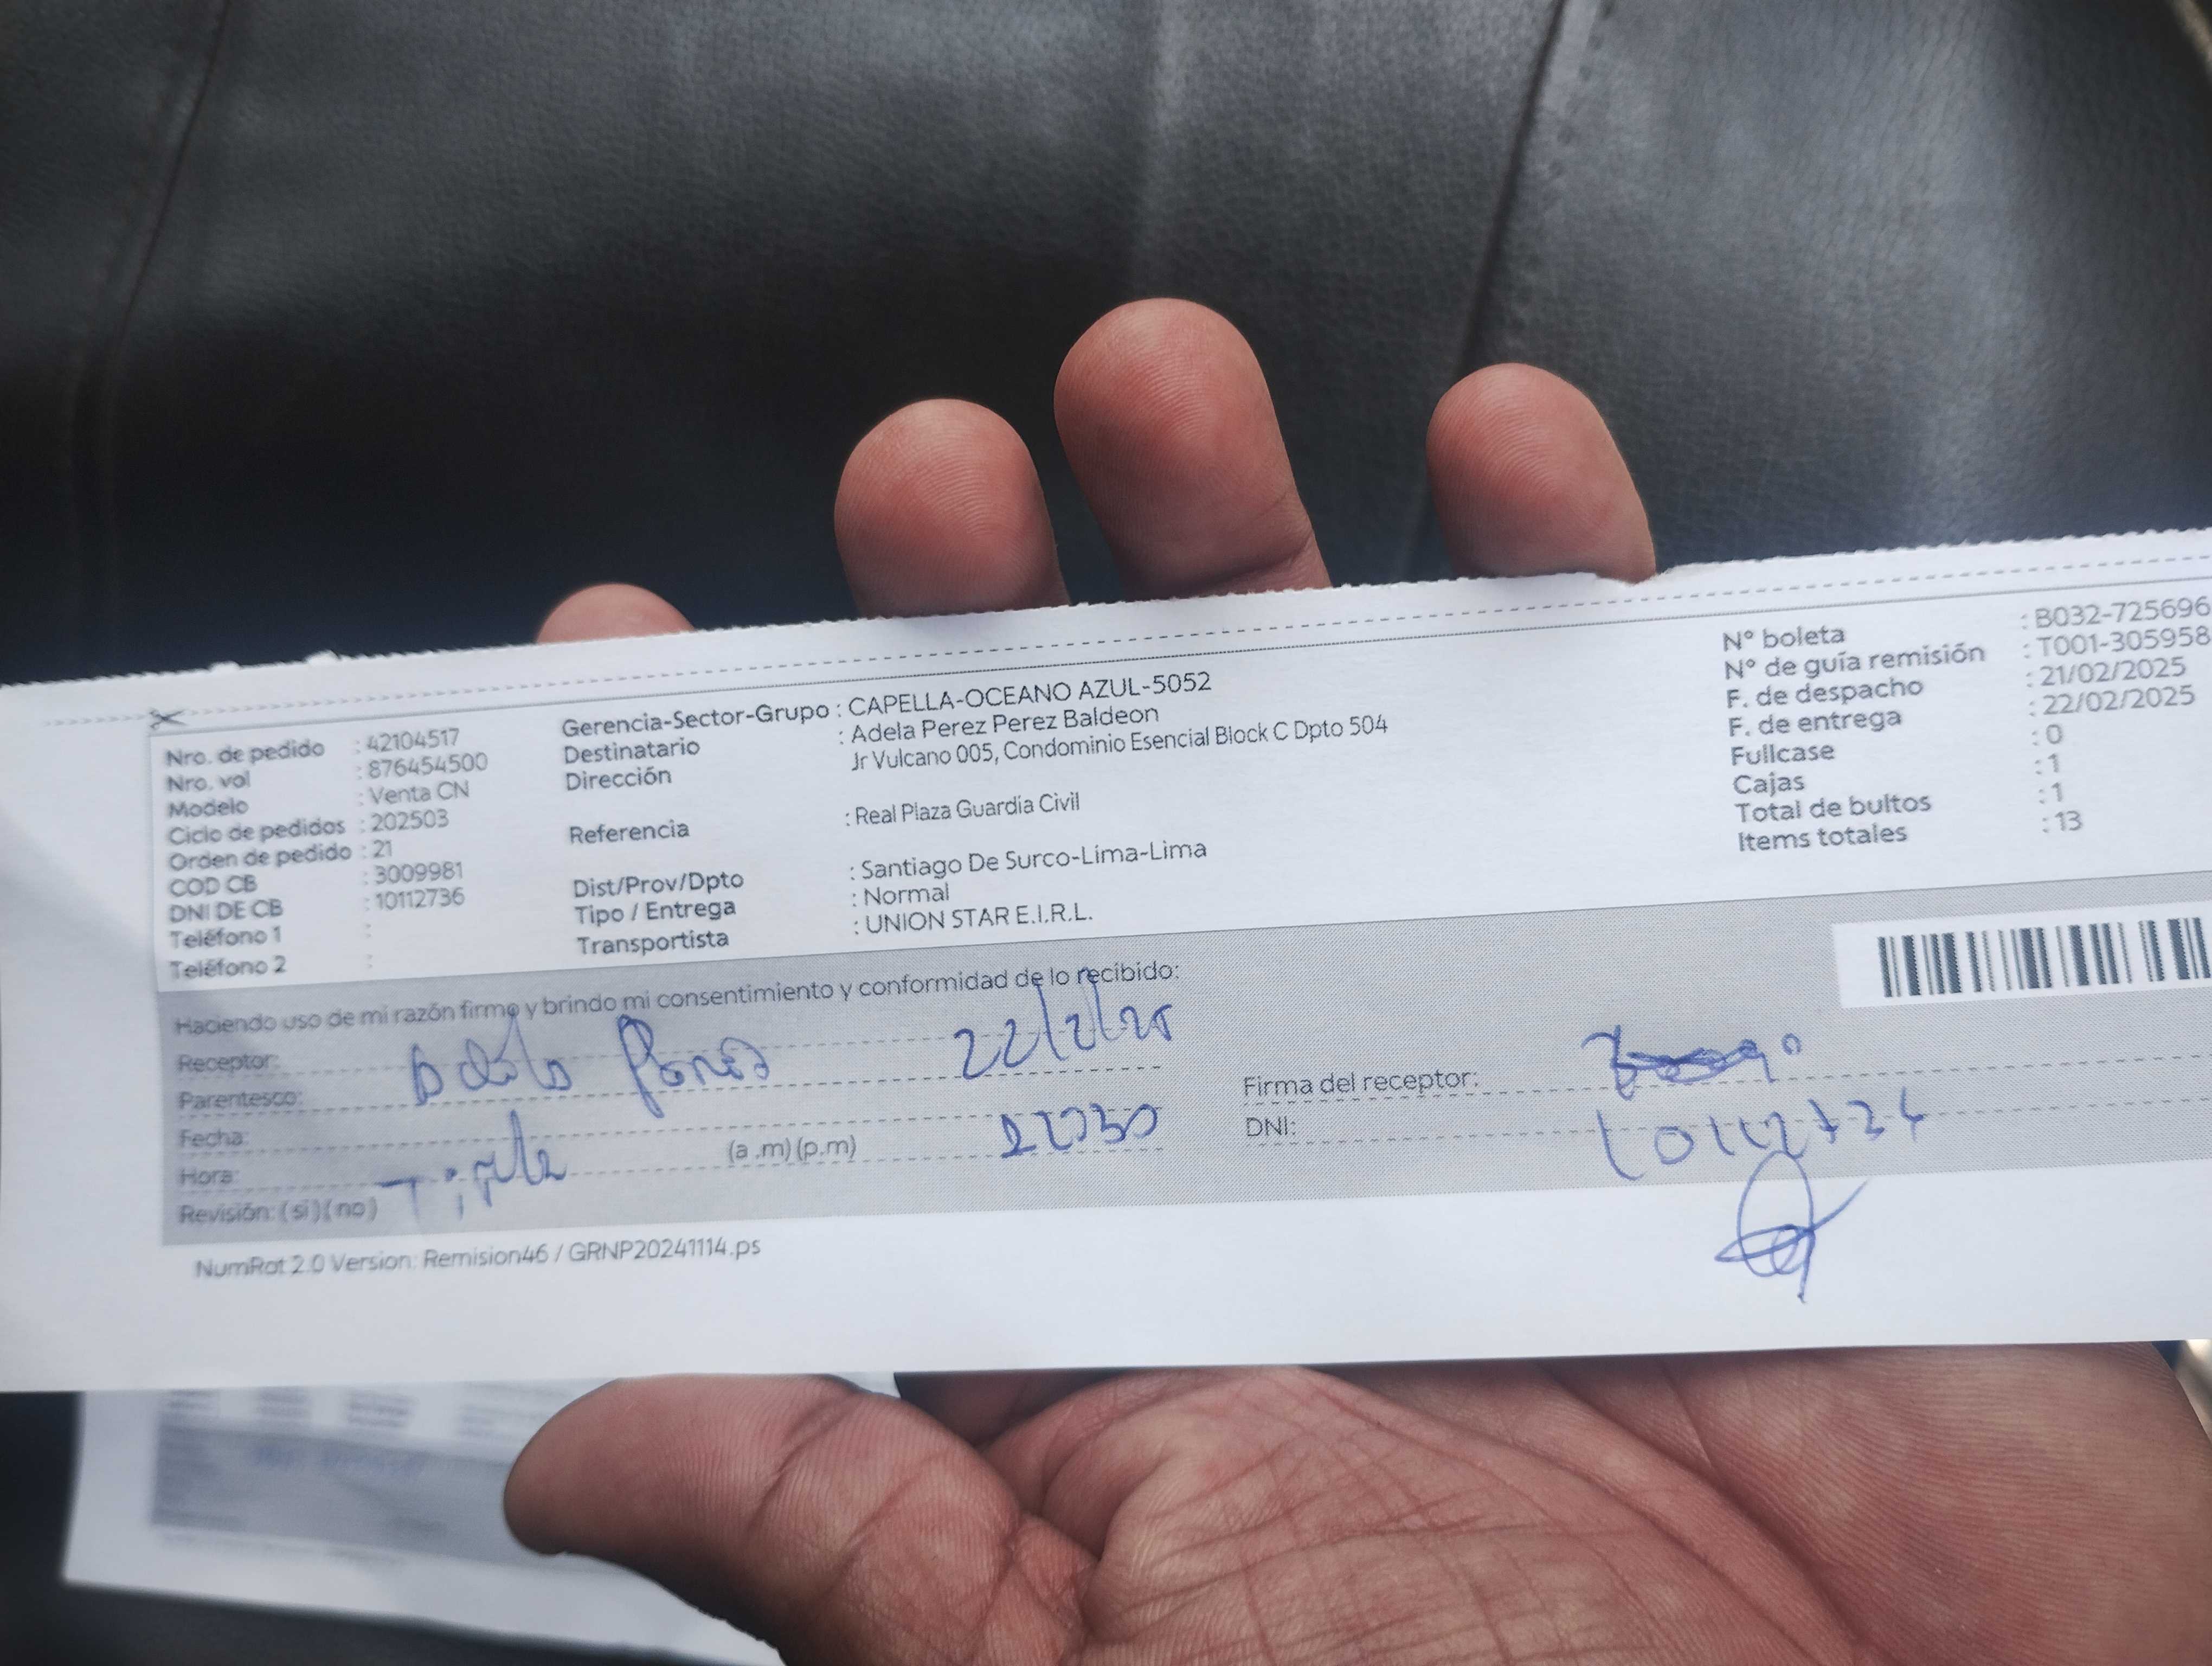 Nro. de pedido : 42104517
Nro. vol : 876454500
Modelo : Venta CN
Ciclo de pedidos : 202503
Orden de pedido : 21
COD CB : 3009981
DNI DE CB : 10112736
Teléfono 1 :
Teléfono 2 :
Gerencia-Sector-Grupo : CAPELLA-OCEANO AZUL-5052
Destinatario : Adela Perez Perez Baldeon
Dirección Jr Vulcano 005, Condominio Esencial Block C Dpto 504
Referencia : Real Plaza Guardia Civil
Dist/Prov/Dpto : Santiago De Surco-Lima-Lima
Tipo / Entrega : Normal
Transportista : UNION STAR E.I.R.L.
N° boleta : B032-725696
N° de guía remisión : T001-305958
F. de despacho : 21/02/2025
F. de entrega : 22/02/2025
Fullcase : 0
Cajas : 1
Total de bultos : 1
Items totales : 13
Haciendo uso de mi razón firmo y brindo mi consentimiento y conformidad de lo recibido:
Receptor:
Parentesco: 22/2/25
Fecha:
Hora: (a .m) (p.m)
Revisión: ( si ) ( no )
Firma del receptor:
DNI:
NumRot 2.0 Version: Remision46 / GRNP20241114.ps